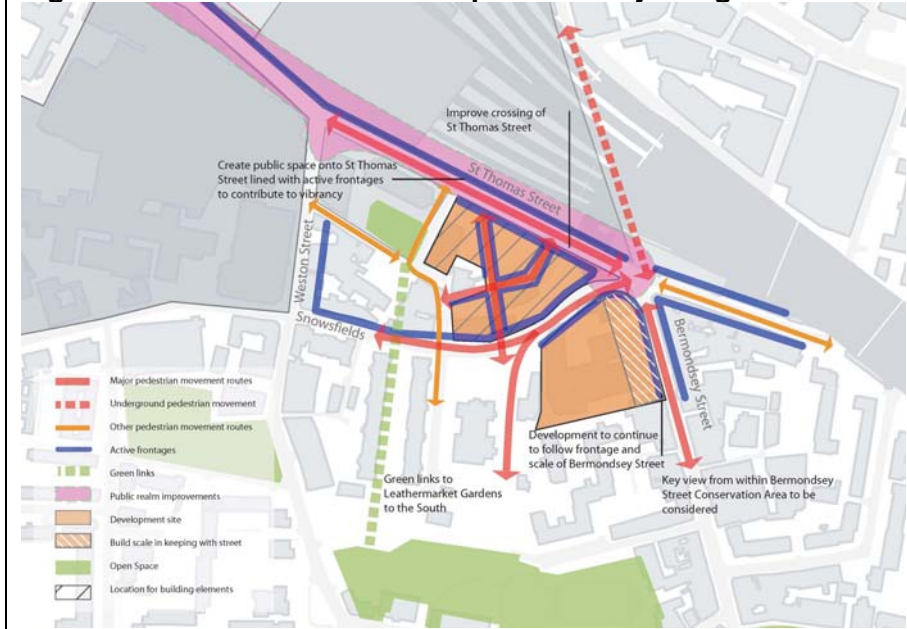 Improve crossing of
St Thomas Street
Create public space onto St Thomas
Street lined with active frontages
to contribute to vibrancy
St Thomas Street
Weston Street
Snowsfields
Bermondsey Street
Major pedestrian movement routes
Underground pedestrian movement
Other pedestrian movement routes
Active frontages
Green links
Public realm improvements
Development site
Build scale in keeping with street
Open Space
Location for building elements
Green links to
Leathermarket Gardens
to the South
Development to continue
to follow frontage and
scale of Bermondsey Street
Key view from within Bermondsey
Street Conservation Area to be
considered